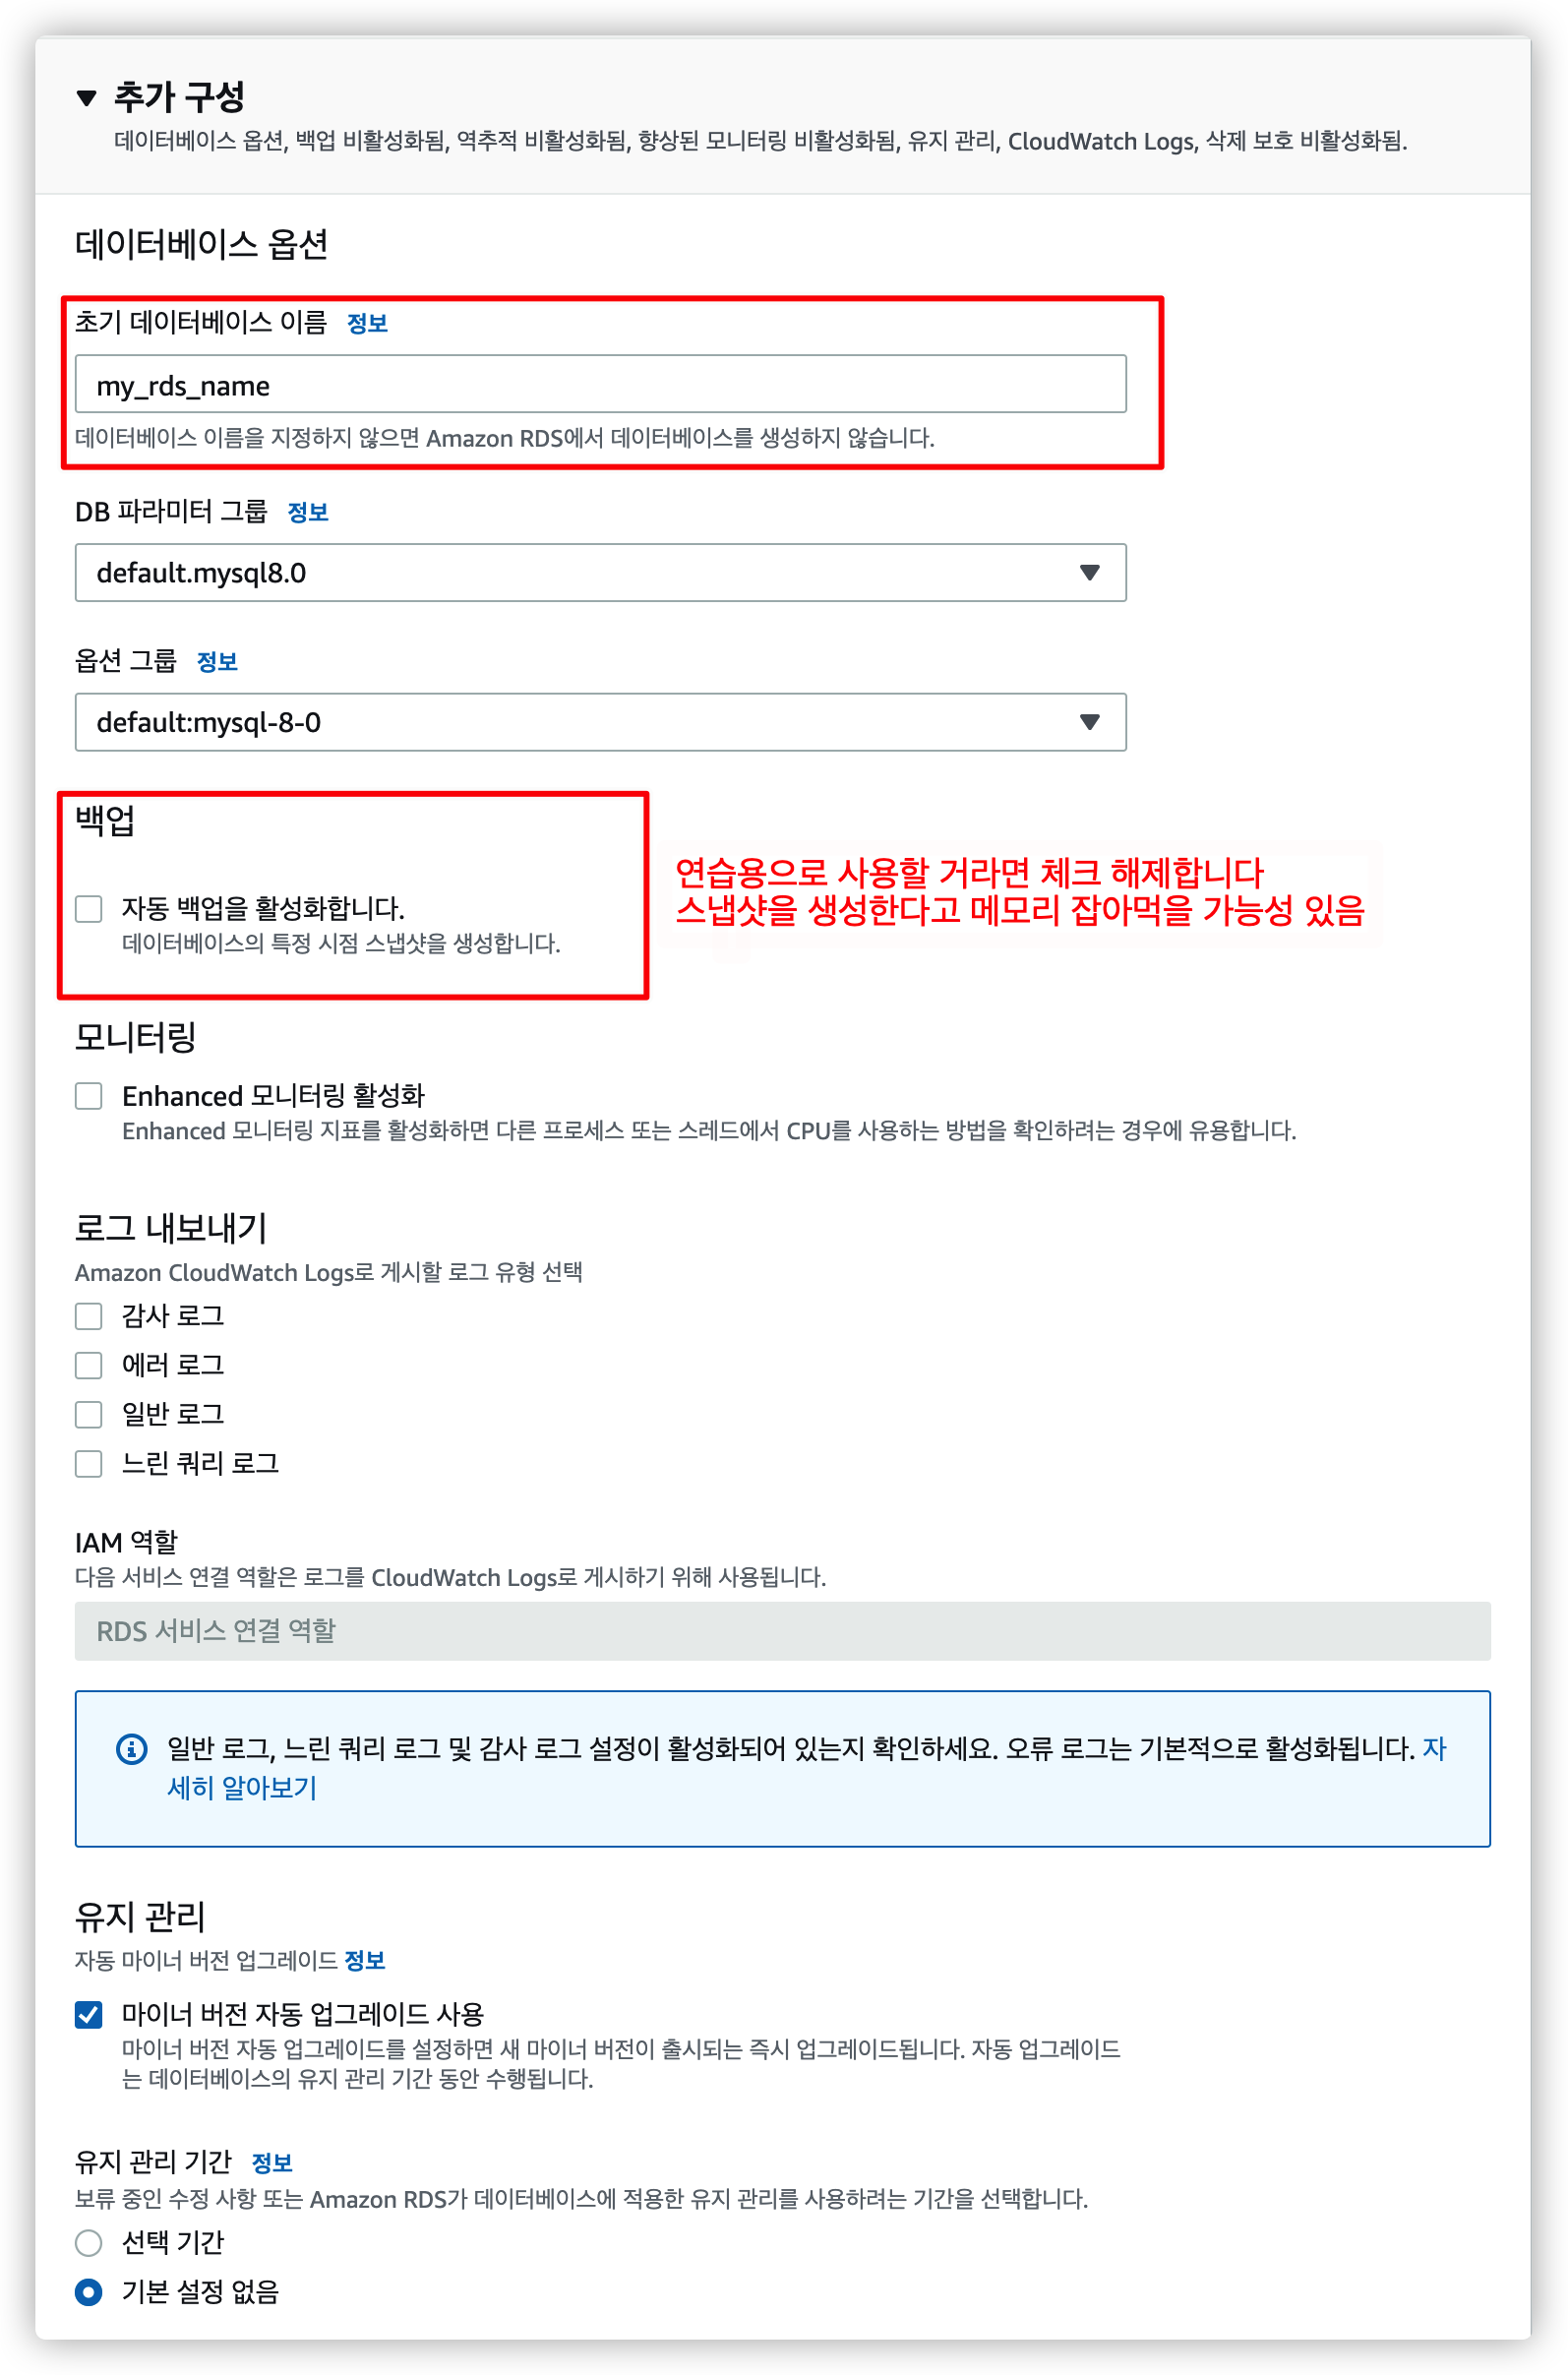 추가 구성
데이터베이스 옵션, 백업 비활성화됨, 역추적 비활성화됨, 향상된 모니터링 비활성화됨, 유지 관리, CloudWatch Logs, 삭제 보호 비활성화됨.
데이터베이스 옵션
초기 데이터베이스 이름 정보
my_rds_name
데이터베이스 이름을 지정하지 않으면 Amazon RDS에서 데이터베이스를 생성하지 않습니다.
DB 파라미터 그룹 정보
default.mysql8.0
옵션 그룹 정보
default:mysql-8-0
백업
자동 백업을 활성화합니다.
데이터베이스의 특정 시점 스냅샷을 생성합니다.
연습용으로 사용할 거라면 체크 해제합니다
스냅샷을 생성한다고 메모리 잡아먹을 가능성 있음
모니터링
Enhanced 모니터링 활성화
Enhanced 모니터링 지표를 활성화하면 다른 프로세스 또는 스레드에서 CPU를 사용하는 방법을 확인하려는 경우에 유용합니다.
로그 내보내기
Amazon CloudWatch Logs로 게시할 로그 유형 선택
감사 로그
에러 로그
일반 로그
느린 쿼리 로그
IAM 역할
다음 서비스 연결 역할은 로그를 CloudWatch Logs로 게시하기 위해 사용됩니다.
RDS 서비스 연결 역할
일반 로그, 느린 쿼리 로그 및 감사 로그 설정이 활성화되어 있는지 확인하세요. 오류 로그는 기본적으로 활성화됩니다. 자
세히 알아보기
유지 관리
자동 마이너 버전 업그레이드 정보
마이너 버전 자동 업그레이드 사용
마이너 버전 자동 업그레이드를 설정하면 새 마이너 버전이 출시되는 즉시 업그레이드됩니다. 자동 업그레이드
는 데이터베이스의 유지 관리 기간 동안 수행됩니다.
유지 관리 기간 정보
보류 중인 수정 사항 또는 Amazon RDS가 데이터베이스에 적용한 유지 관리를 사용하려는 기간을 선택합니다.
선택 기간
기본 설정 없음